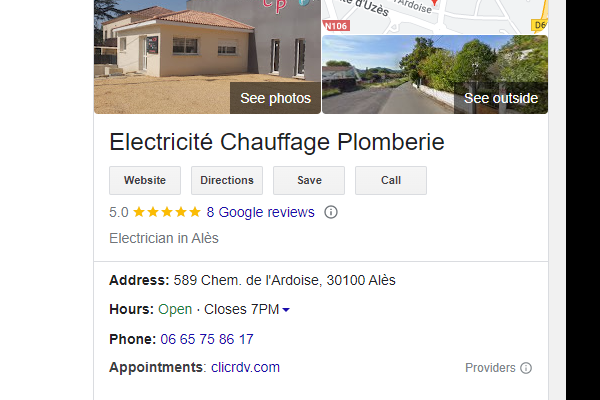 Ardoise
e d'Uzès
N106
D6
See photos
See outside
Electricité Chauffage Plomberie
Website
Directions
Save
Call
5.0
8 Google reviews
Electrician in Alès
Address: 589 Chem. de l'Ardoise, 30100 Alès
Hours: Open · Closes 7PM
Phone: 06 65 75 86 17
Appointments: clicrdv.com
Providers